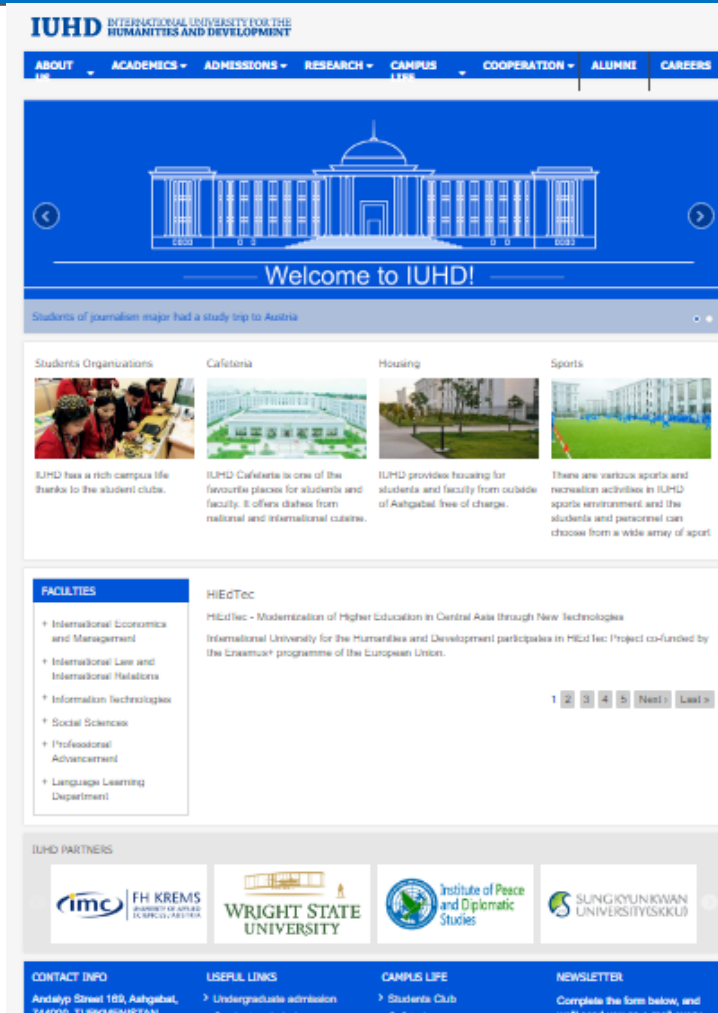 IUHD INTERNATIONAL UNIVERSITY FOR THE
HUMANITIES AND DEVELOPMENT
ABOUT US ACADEMICS ADMISSIONS RESEARCH CAMPUS LIFE COOPERATION ALUMNI CAREERS
Welcome to IUHD!
Students of journalism major had a study trip to Austria
Students Organizations
IUHD has a rich campus life
thanks to the student clubs.
Cafeteria
IUHD Cafeteria is one of the
favourite places for students and
faculty. It offers dishes from
national and international cuisine.
Housing
IUHD provides housing for
students and faculty from outside
of Ashgabat free of charge.
Sports
There are various sports and
recreation activities in IUHD
sports environment and the
students and personnel can
choose from a wide array of sport
FACULTIES
+ International Economics
and Management
+ International Law and
International Relations
+ Information Technologies
+ Social Sciences
+ Professional
Advancement
+ Language Learning
Department
HiEdTec
HiEdTec - Modernization of Higher Education in Central Asia through New Technologies
International University for the Humanities and Development participates in HiEdTec Project co-funded by
the Erasmus+ programme of the European Union.
1 2 3 4 5 Next › Last »
IUHD PARTNERS
imc FH KREMS
UNIVERSITY OF APPLIED
SCIENCES / AUSTRIA
WRIGHT STATE
UNIVERSITY
Institute of Peace
and Diplomatic
Studies
SUNGKYUNKWAN
UNIVERSITY(SKKU)
CONTACT INFO
Andalyp Street 169, Ashgabat,
744000, TURKMENISTAN
USEFUL LINKS
› Undergraduate admission
CAMPUS LIFE
› Students Club
NEWSLETTER
Complete the form below, and